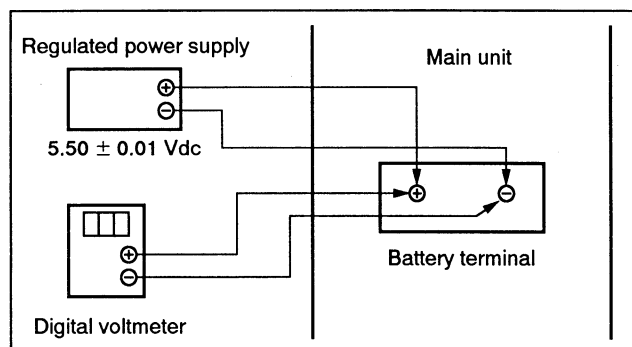 Regulated power supply
Main unit
⊕
⊖
5.50 ± 0.01 Vdc
⊕
⊖
Battery terminal
⊕
⊖
Digital voltmeter